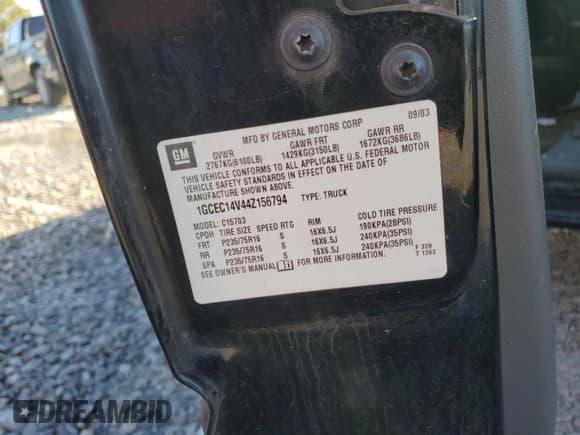 MFD BY GENERAL MOTORS CORP 09/03
GM
GVWR GAWR FRT GAWR RR
2767KG(6100LB) 1429KG(3150LB) 1672KG(3686LB)
THIS VEHICLE CONFORMS TO ALL APPLICABLE U.S. FEDERAL MOTOR
VEHICLE SAFETY STANDARDS IN EFFECT ON THE DATE OF
MANUFACTURE SHOWN ABOVE.
1GCEC14V44Z156794 TYPE: TRUCK
MODEL: C15703
CPDH TIRE SIZE SPEED RTG RIM COLD TIRE PRESSURE
FRT P235/75R16 S 16X6.5J 190KPA(28PSI)
RR P235/75R16 S 16X6.5J 240KPA(35PSI)
SPA P235/75R16 S 16X6.5J 240KPA(35PSI)
SEE OWNER'S MANUAL FOR MORE INFORMATION. F 320
T 1262
DREAMBID